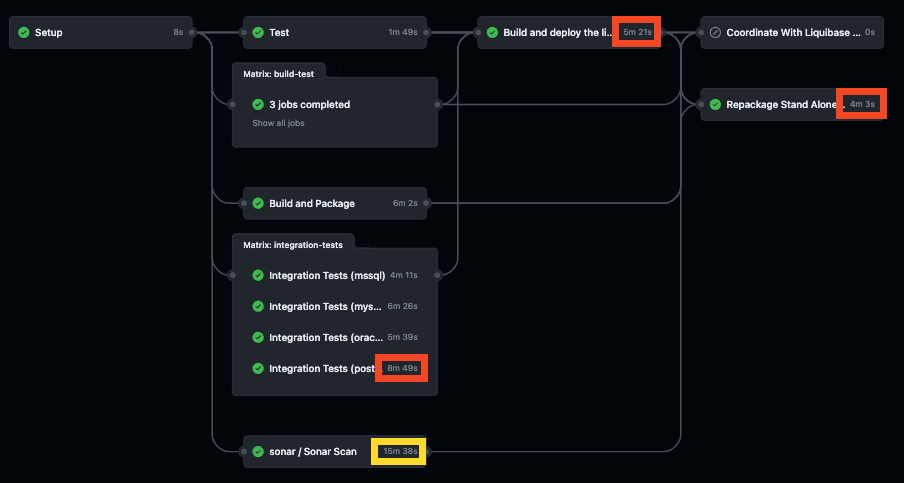 Setup 8s
Test 1m 49s
Build and deploy the li... 5m 21s
Coordinate With Liquibase ... 0s
Matrix: build-test
3 jobs completed
Show all jobs
Repackage Stand Alone... 4m 3s
Build and Package 6m 2s
Matrix: integration-tests
Integration Tests (mssql) 4m 11s
Integration Tests (mys... 6m 26s
Integration Tests (orac... 5m 39s
Integration Tests (post... 8m 49s
sonar / Sonar Scan 15m 38s